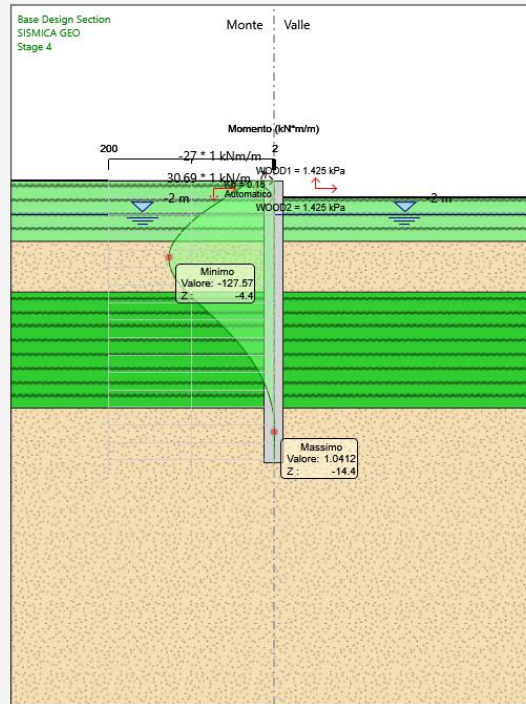 Base Design Section
SISMICA GEO
Stage 4
Monte
Valle
Momento (kN*m/m)
200
2
-27 * 1 kNm/m
WOOD1 = 1.425 kPa
30.69 * 1 kN/m
= 0.15
Automatico
-2 m
-2 m
WOOD2 = 1.425 kPa
Minimo
Valore: -127.57
Z : -4.4
Massimo
Valore: 1.0412
Z : -14.4